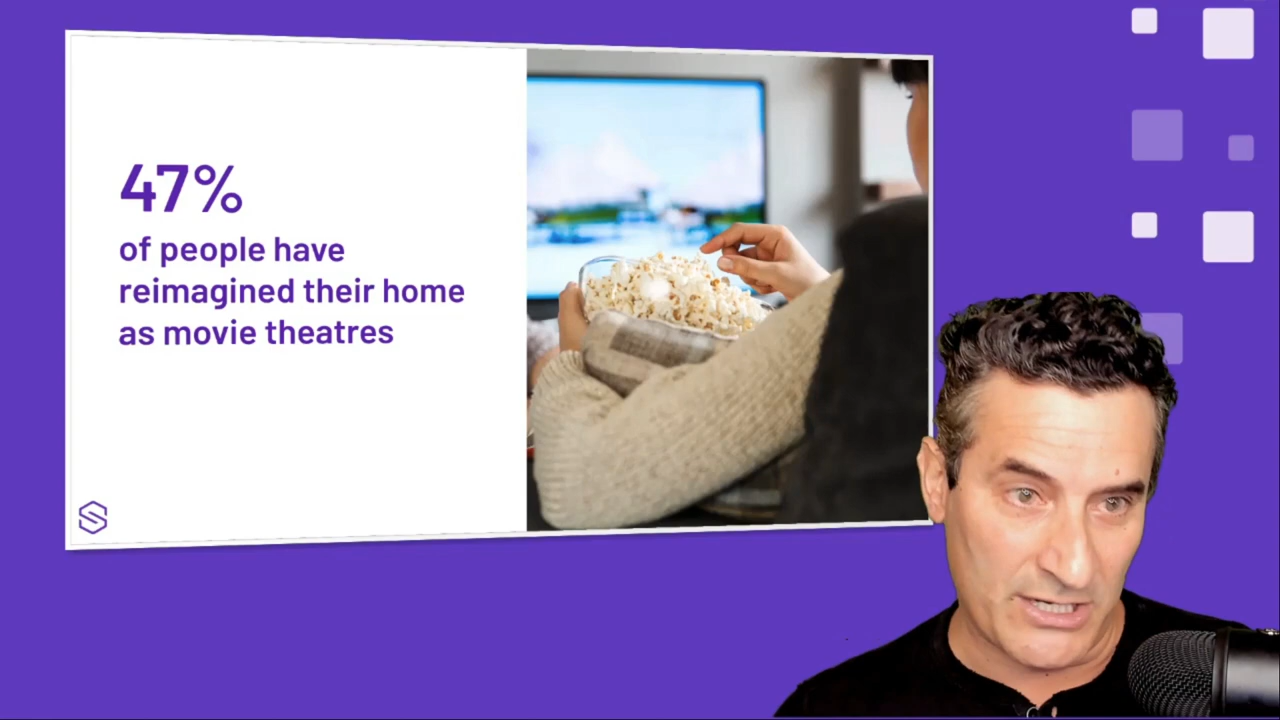 47%
of people have
reimagined their home
as movie theatres